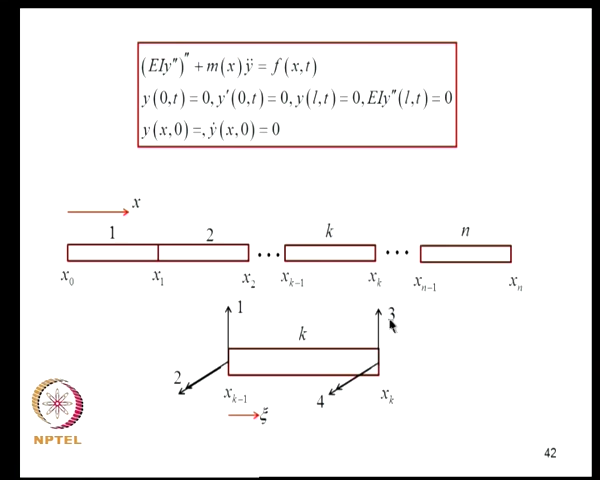 (EIy″)″ + m(x)ÿ = f(x,t)
y(0,t) = 0, y′(0,t) = 0, y(l,t) = 0, EIy″(l,t) = 0
y(x,0) =, ẏ(x,0) = 0
x
1 2 ... k ... n
x₀ x₁ x₂ xₖ₋₁ xₖ xₙ₋₁ xₙ
1 3
k
2 4
xₖ₋₁ xₖ
ξ
NPTEL
42